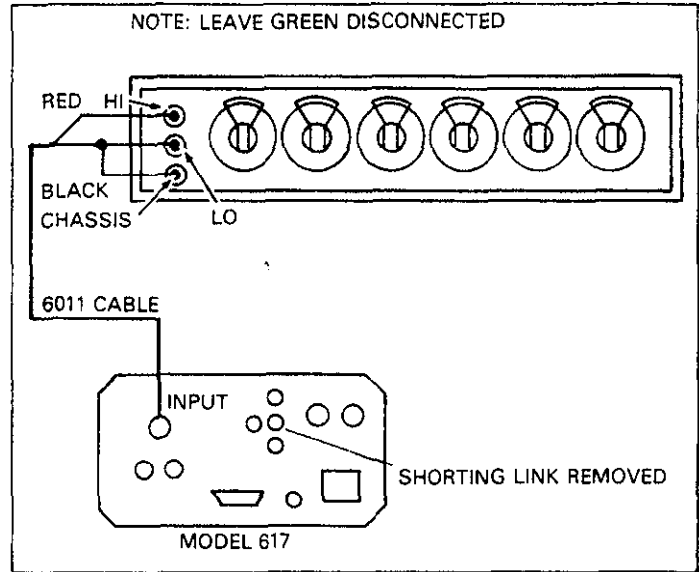 NOTE: LEAVE GREEN DISCONNECTED
RED HI
BLACK
CHASSIS
LO
6011 CABLE
INPUT
SHORTING LINK REMOVED
MODEL 617